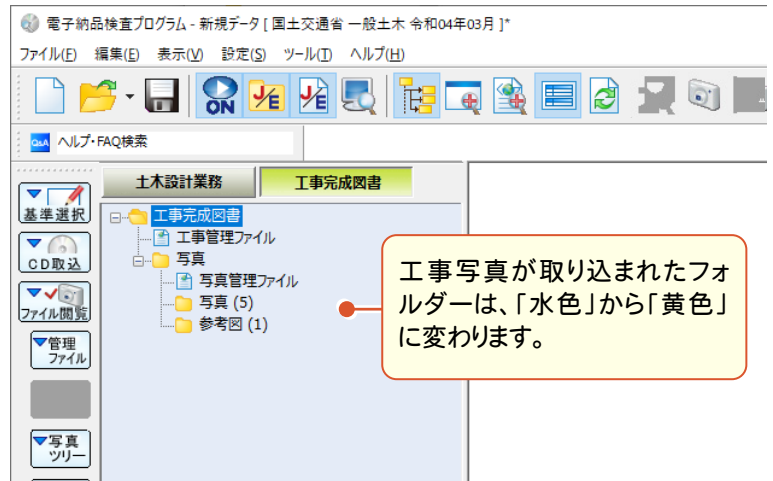 電子納品検査プログラム - 新規データ [ 国土交通省 一般土木 令和04年03月 ]*
ファイル(F) 編集(E) 表示(V) 設定(S) ツール(T) ヘルプ(H)
ON J/E J/E
Q&A ヘルプ・FAQ検索
土木設計業務 工事完成図書
基準選択
CD取込
ファイル閲覧
管理
ファイル
写真
ツリー
工事完成図書
工事管理ファイル
写真
写真管理ファイル
写真 (5)
参考図 (1)
工事写真が取り込まれたフォ
ルダーは、「水色」から「黄色」
に変わります。